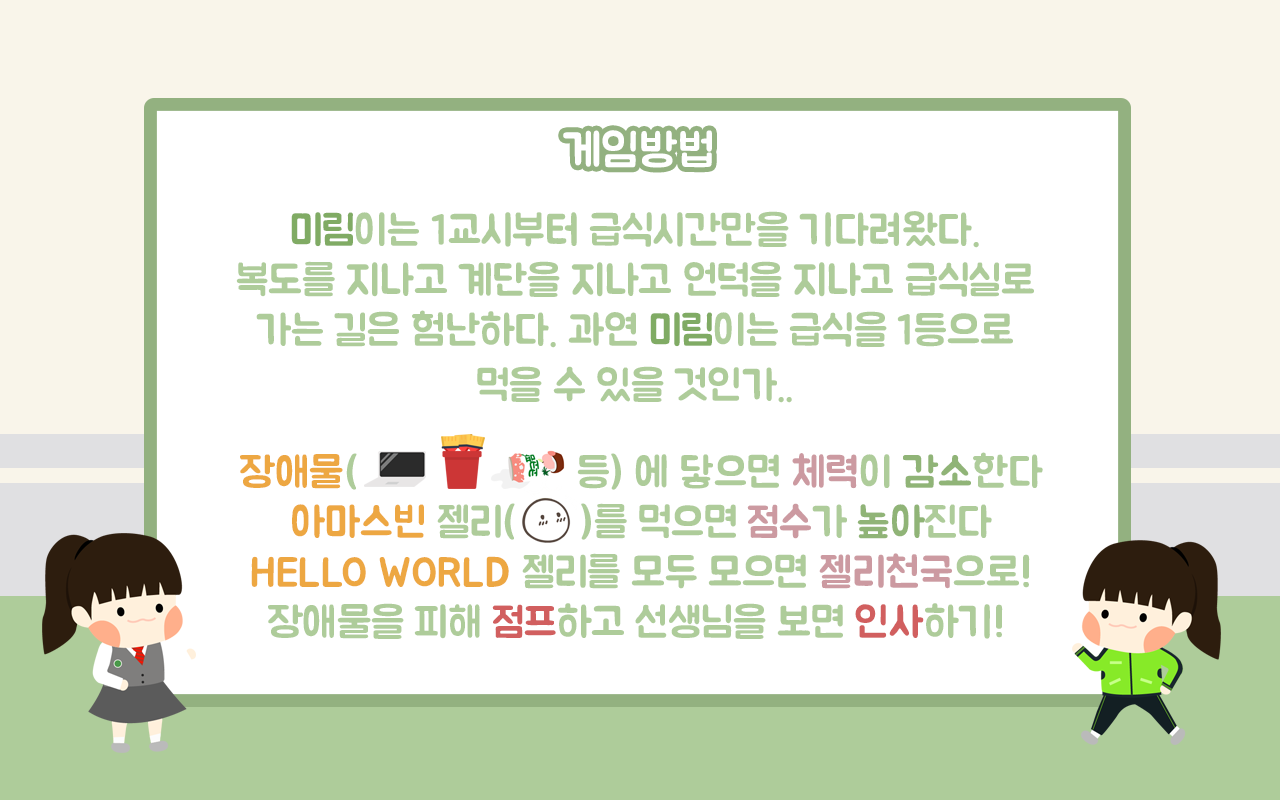 게임방법
미림이는 1교시부터 급식시간만을 기다려왔다.
복도를 지나고 계단을 지나고 언덕을 지나고 급식실로
가는 길은 험난하다. 과연 미림이는 급식을 1등으로
먹을 수 있을 것인가..
장애물( 등) 에 닿으면 체력이 감소한다
아마스빈 젤리( )를 먹으면 점수가 높아진다
HELLO WORLD 젤리를 모두 모으면 젤리천국으로!
장애물을 피해 점프하고 선생님을 보면 인사하기!